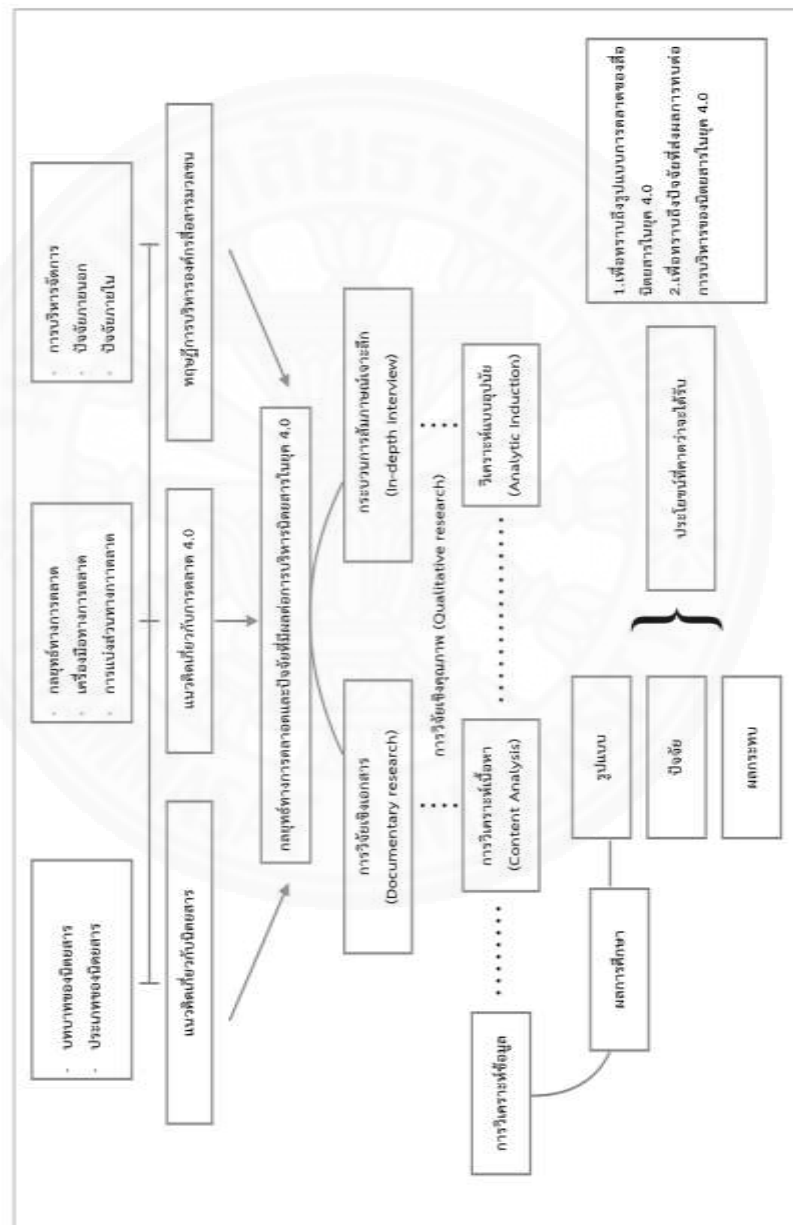 - บทบาทของนิตยสาร
- ประเภทของนิตยสาร
- กลยุทธ์ทางการตลาด
- เครื่องมือทางการตลาด
- การแบ่งส่วนทางการตลาด
- การบริหารจัดการ
- ปัจจัยภายนอก
- ปัจจัยภายใน
แนวคิดเกี่ยวกับนิตยสาร
แนวคิดเกี่ยวกับการตลาด 4.0
ทฤษฎีการบริหารองค์กรสื่อสารมวลชน
กลยุทธ์ทางการตลาดและปัจจัยที่มีผลต่อการบริหารนิตยสารในยุค 4.0
การวิจัยเชิงเอกสาร
(Documentary research)
กระบวนการสัมภาษณ์เจาะลึก
(In-depth interview)
การวิจัยเชิงคุณภาพ (Qualitative research)
การวิเคราะห์ข้อมูล
การวิเคราะห์เนื้อหา
(Content Analysis)
วิเคราะห์แบบอุปนัย
(Analytic Induction)
ผลการศึกษา
รูปแบบ
ปัจจัย
ผลกระทบ
ประโยชน์ที่คาดว่าจะได้รับ
1.เพื่อทราบถึงรูปแบบการตลาดของสื่อ
นิตยสารในยุค 4.0
2.เพื่อทราบถึงปัจจัยที่ส่งผลการทบต่อ
การบริหารของนิตยสารในยุค 4.0